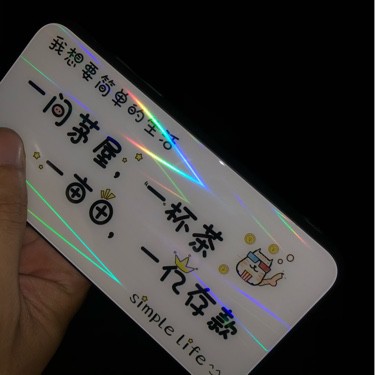 我想要简单的生活
一间茅屋，一杯茶
一亩田，一亿存款
simple life